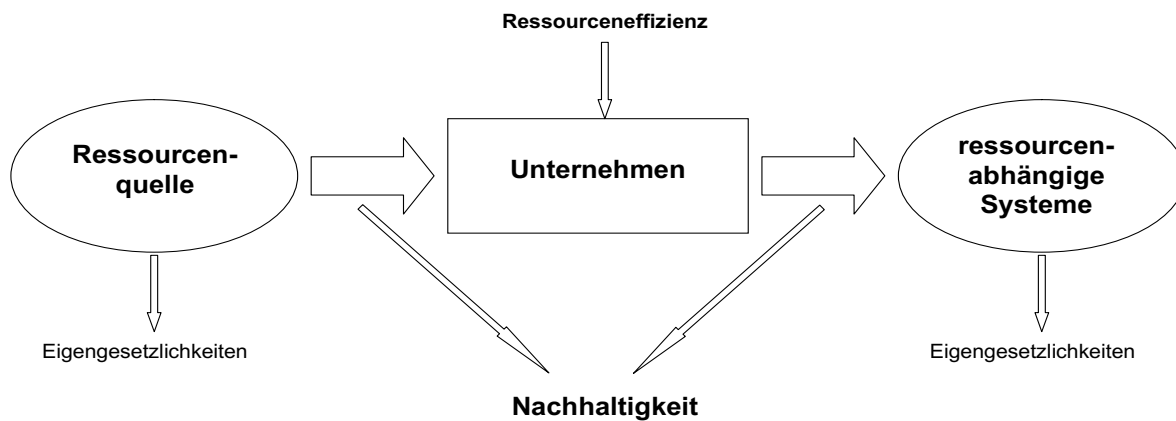 Ressourceneffizienz
Ressourcen-
quelle
Unternehmen
ressourcen-
abhängige
Systeme
Eigengesetzlichkeiten
Eigengesetzlichkeiten
Nachhaltigkeit